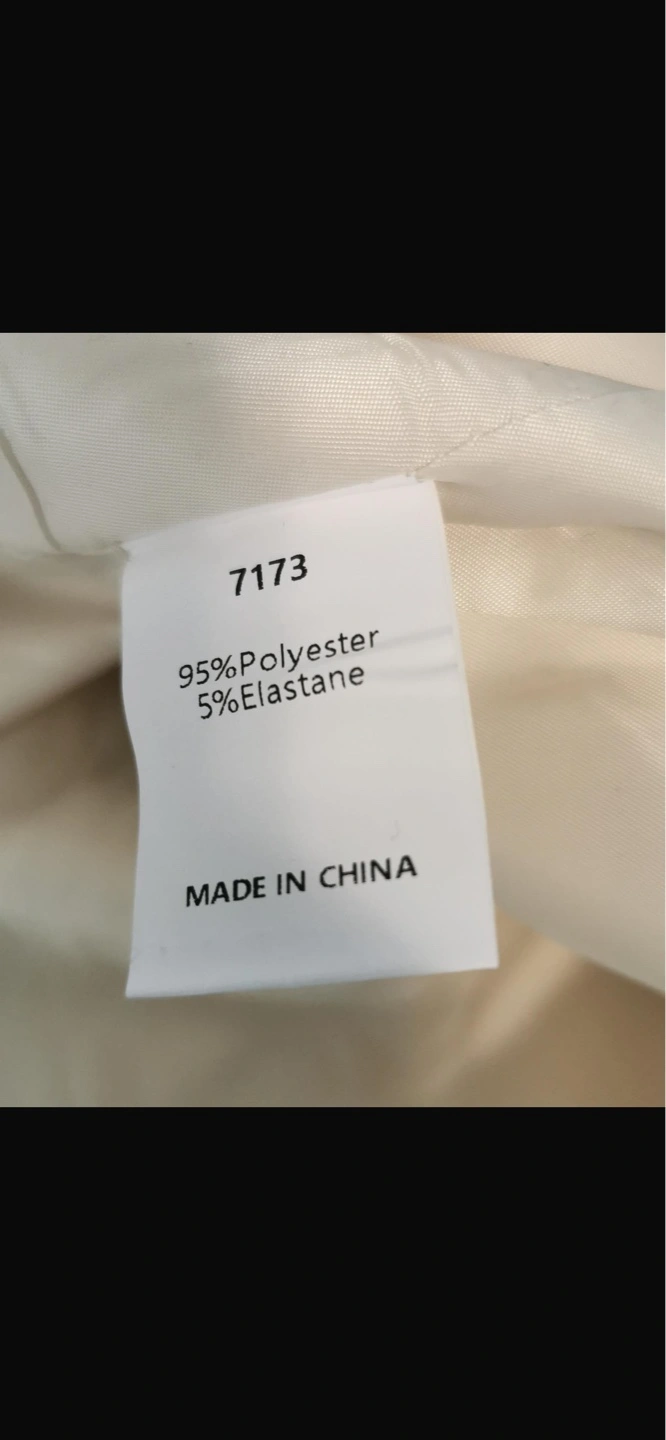 7173
95%Polyester
5%Elastane
MADE IN CHINA